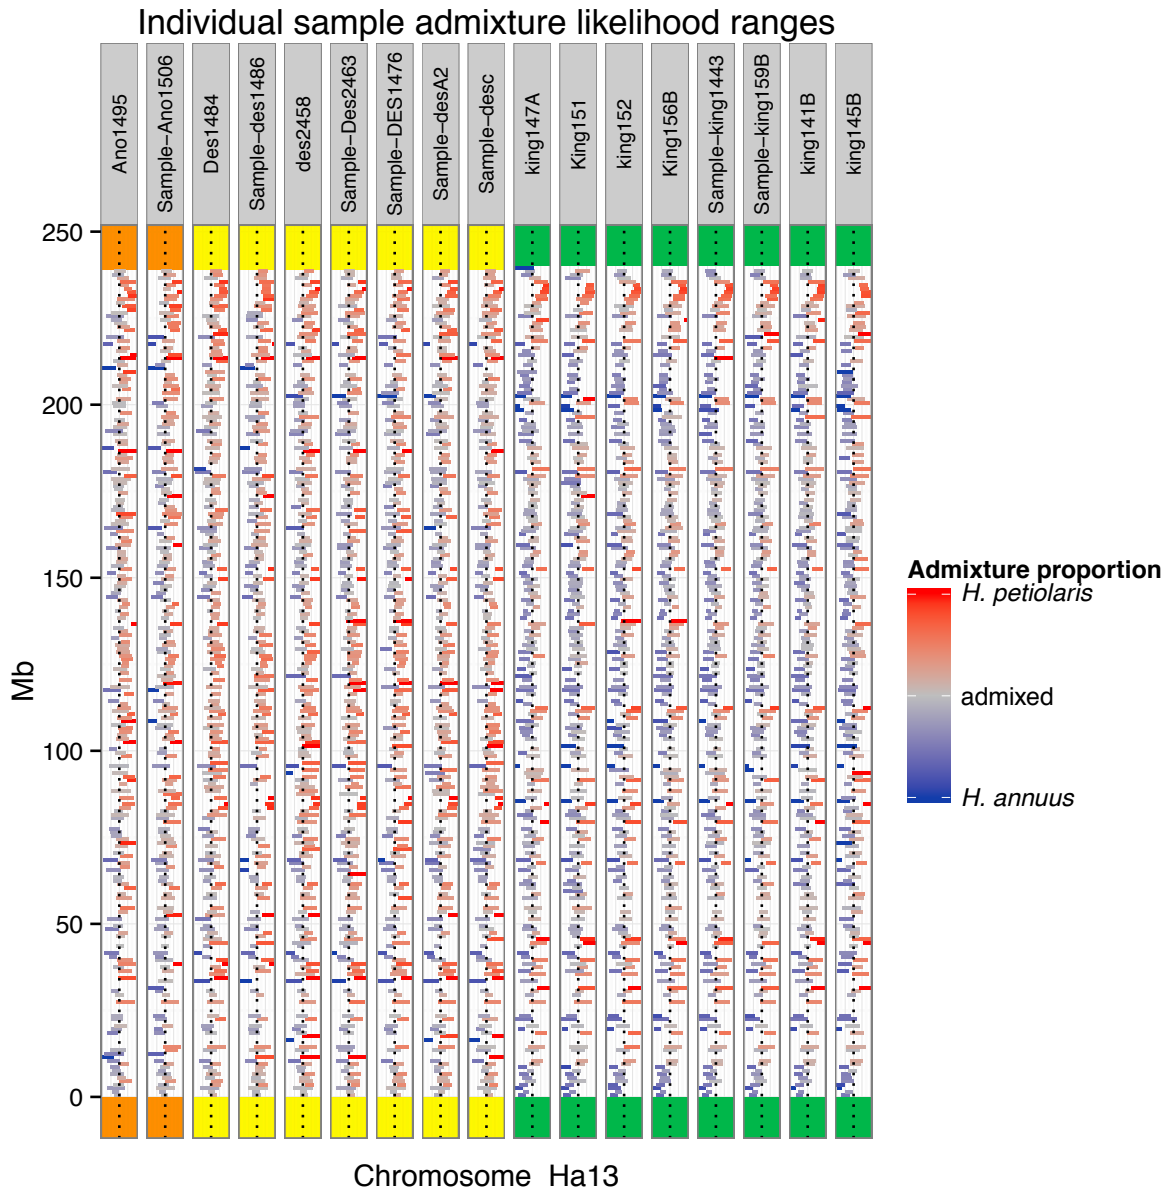 Individual sample admixture likelihood ranges
Ano1495
Sample−Ano1506
Des1484
Sample−des1486
des2458
Sample−Des2463
Sample−DES1476
Sample−desA2
Sample−desc
king147A
King151
king152
King156B
Sample−king1443
Sample−king159B
king141B
king145B
250
200
150
100
50
0
Mb
Chromosome Ha13
Admixture proportion
H. petiolaris
admixed
H. annuus